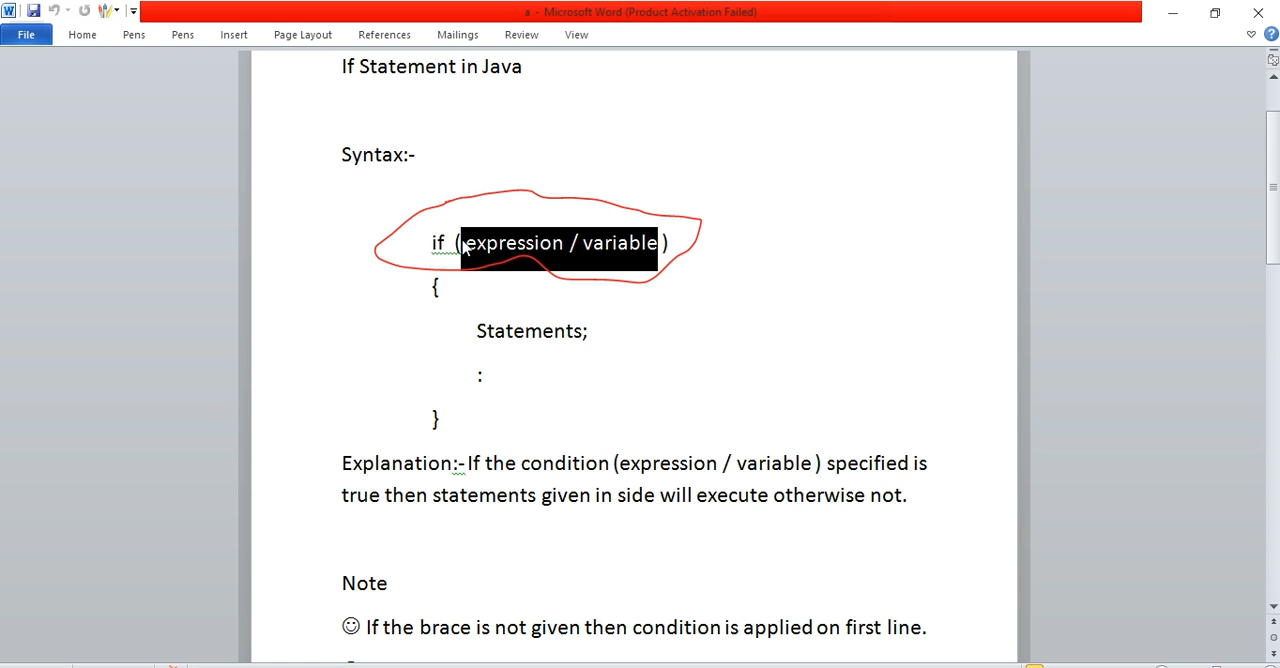 a - Microsoft Word (Product Activation Failed)
File Home Pens Pens Insert Page Layout References Mailings Review View
If Statement in Java
Syntax:-
if (expression / variable )
{
Statements;
:
}
Explanation:-If the condition (expression / variable ) specified is
true then statements given in side will execute otherwise not.
Note
☺ If the brace is not given then condition is applied on first line.